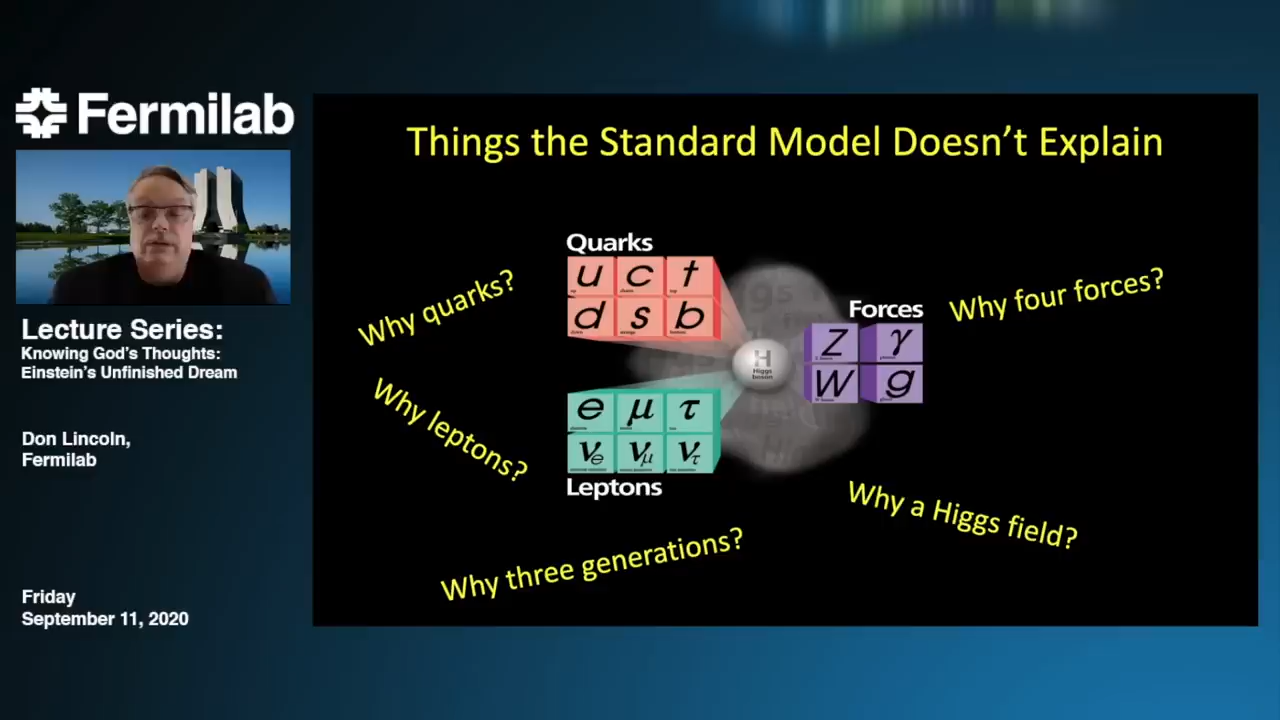 Fermilab
Lecture Series:
Knowing God's Thoughts:
Einstein's Unfinished Dream
Don Lincoln,
Fermilab
Friday
September 11, 2020
Things the Standard Model Doesn't Explain
Why quarks?
Why leptons?
Why three generations?
Quarks
u c t
d s b
e μ τ
νe νμ ντ
Leptons
H
Higgs
boson
Forces
Z γ
W g
Why four forces?
Why a Higgs field?